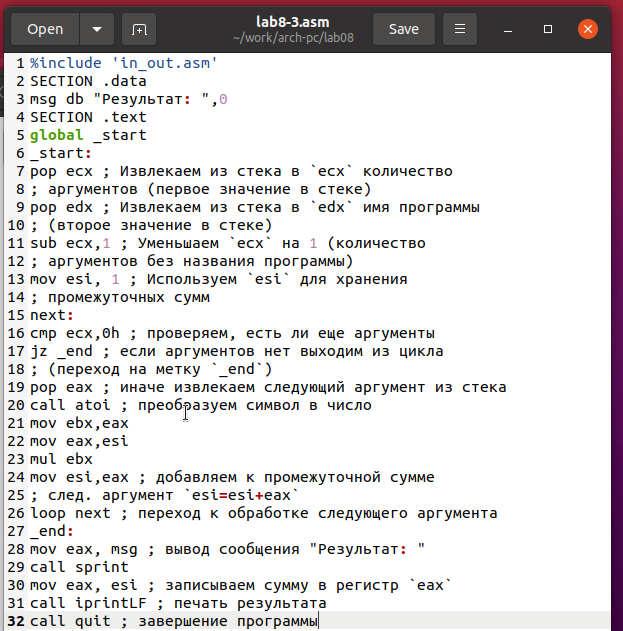 Open
lab8-3.asm
~/work/arch-pc/lab08
Save
1 %include 'in_out.asm'
2 SECTION .data
3 msg db "Результат: ",0
4 SECTION .text
5 global _start
6 _start:
7 pop ecx ; Извлекаем из стека в `ecx` количество
8 ; аргументов (первое значение в стеке)
9 pop edx ; Извлекаем из стека в `edx` имя программы
10 ; (второе значение в стеке)
11 sub ecx,1 ; Уменьшаем `ecx` на 1 (количество
12 ; аргументов без названия программы)
13 mov esi, 1 ; Используем `esi` для хранения
14 ; промежуточных сумм
15 next:
16 cmp ecx,0h ; проверяем, есть ли еще аргументы
17 jz _end ; если аргументов нет выходим из цикла
18 ; (переход на метку `_end`)
19 pop eax ; иначе извлекаем следующий аргумент из стека
20 call atoi ; преобразуем символ в число
21 mov ebx,eax
22 mov eax,esi
23 mul ebx
24 mov esi,eax ; добавляем к промежуточной сумме
25 ; след. аргумент `esi=esi+eax`
26 loop next ; переход к обработке следующего аргумента
27 _end:
28 mov eax, msg ; вывод сообщения "Результат: "
29 call sprint
30 mov eax, esi ; записываем сумму в регистр `eax`
31 call iprintLF ; печать результата
32 call quit ; завершение программы